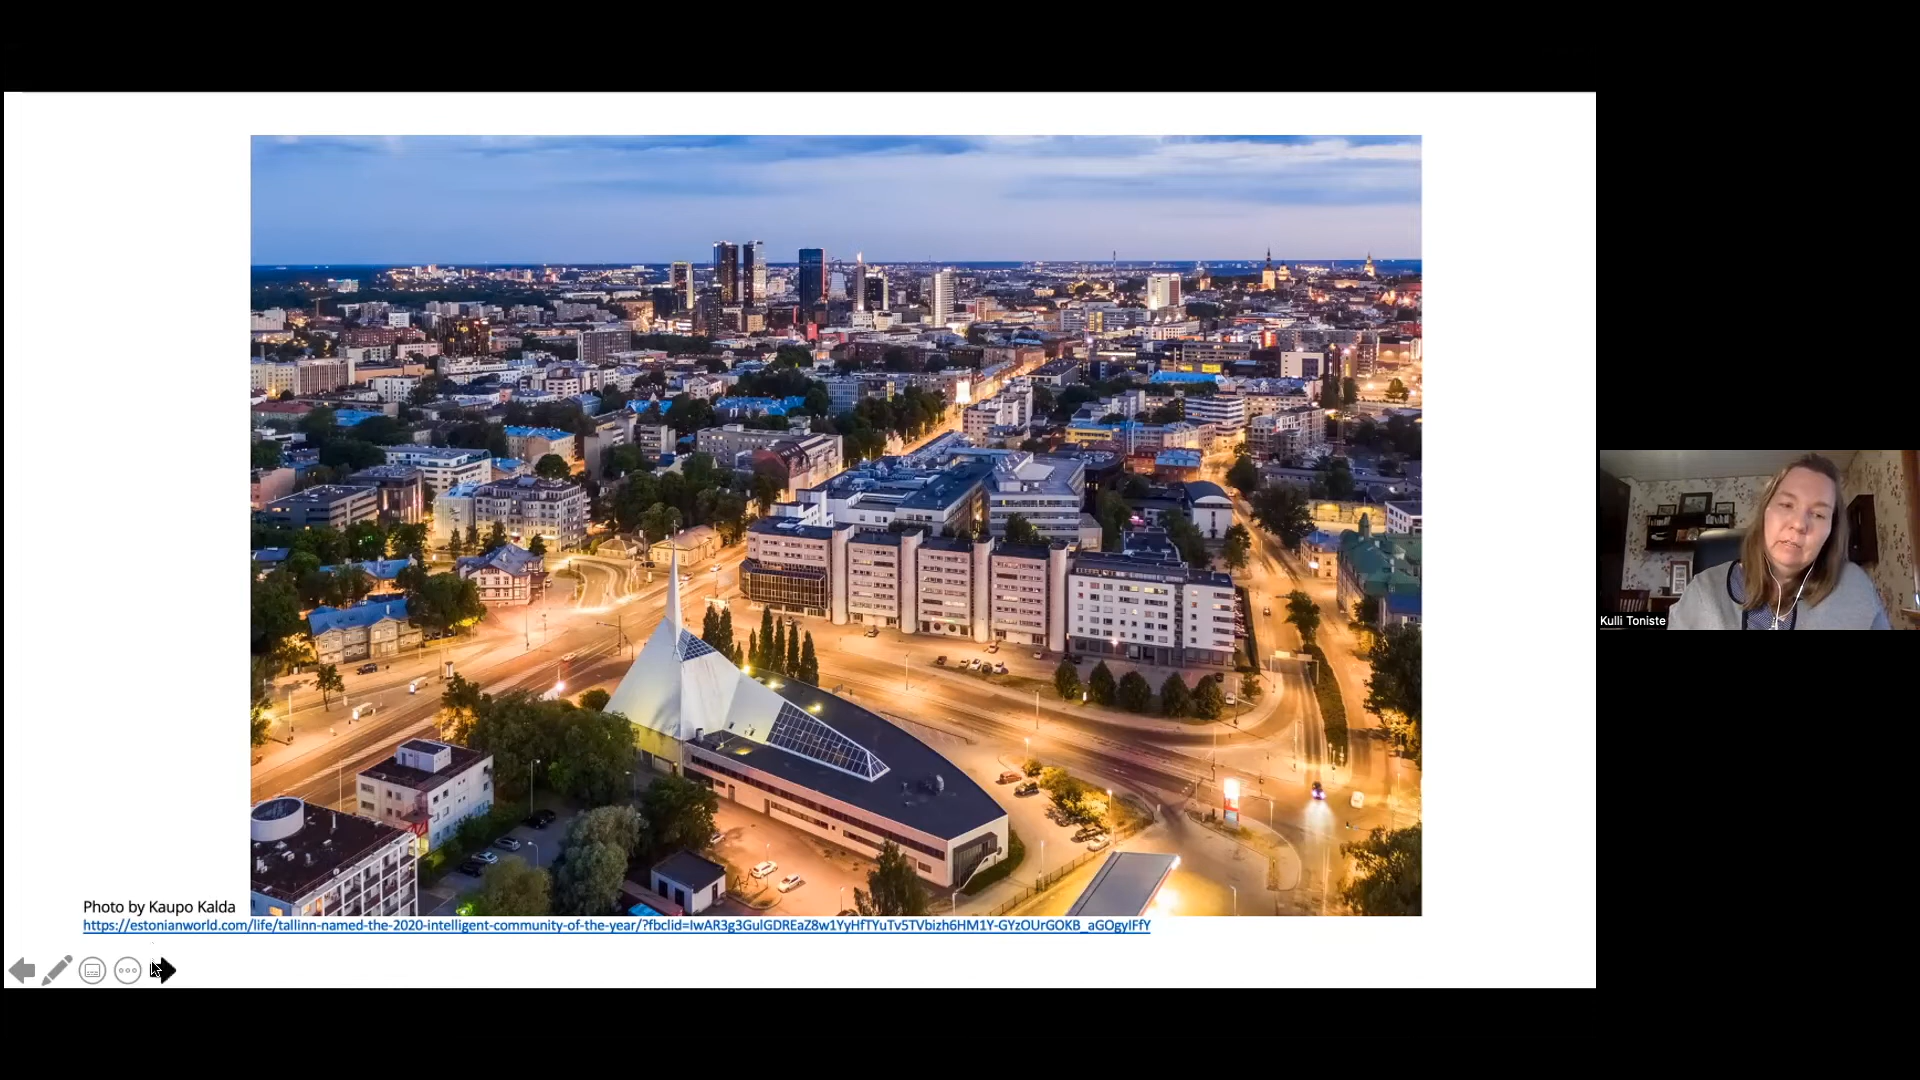 Photo by Kaupo Kalda
https://estonianworld.com/life/tallinn-named-the-2020-intelligent-community-of-the-year/?fbclid=IwAR3g3GulGDREaZ8w1YyHfTYuTv5TVbizh6HM1Y-GYzOUrGOKB_aGOgyIFfY
Kulli Toniste